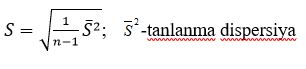 S = √(1/(n−1) S̄²); S̄²-tanlanma dispersiya